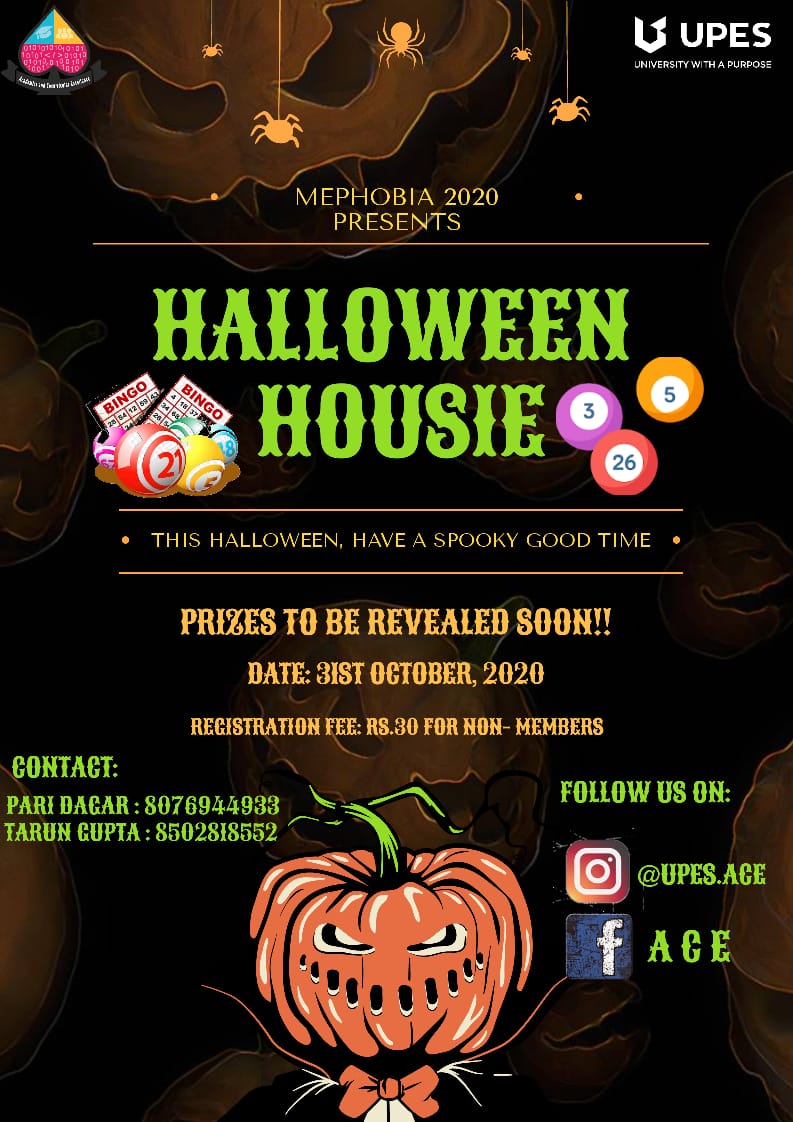 UPES
UNIVERSITY WITH A PURPOSE
MEPHOBIA 2020
PRESENTS
HALLOWEEN
HOUSIE
BINGO
BINGO
21
3
5
26
THIS HALLOWEEN, HAVE A SPOOKY GOOD TIME
PRIZES TO BE REVEALED SOON!!
DATE: 31ST OCTOBER, 2020
REGISTRATION FEE: RS.30 FOR NON- MEMBERS
CONTACT:
PARI DAGAR : 8076944933
TARUN GUPTA : 8502818552
FOLLOW US ON:
@UPES.ACE
f
A C E